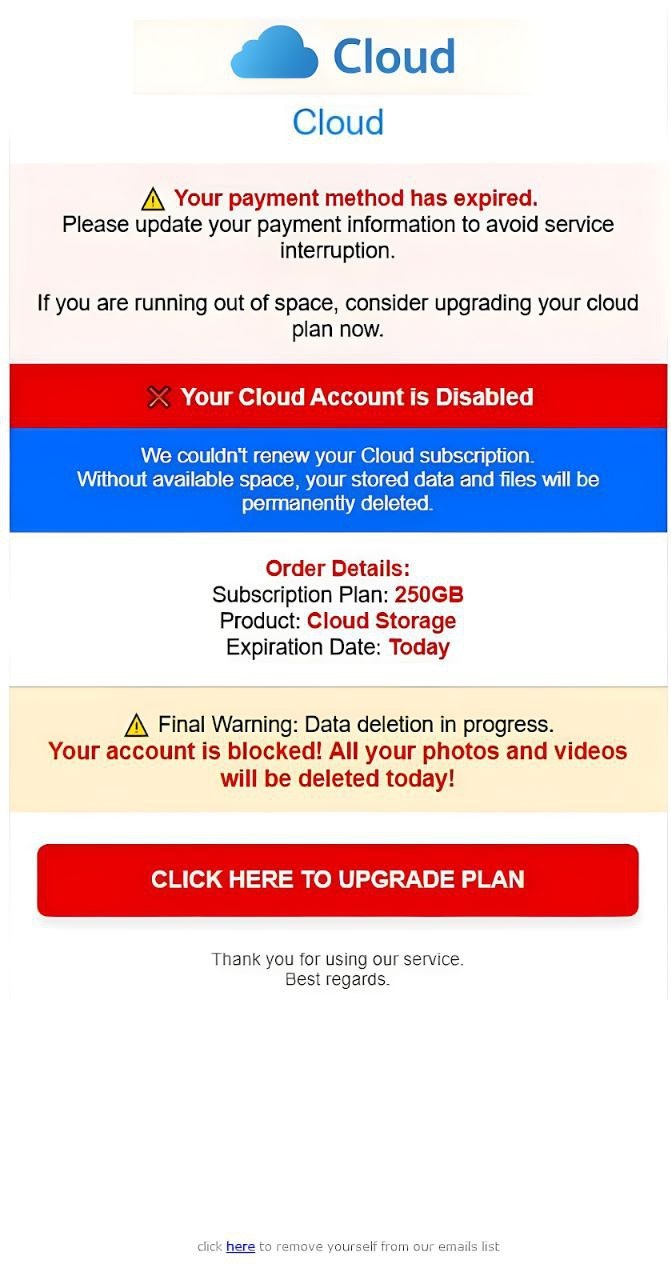 Cloud
Cloud
⚠ Your payment method has expired.
Please update your payment information to avoid service
interruption.
If you are running out of space, consider upgrading your cloud
plan now.
❌ Your Cloud Account is Disabled
We couldn't renew your Cloud subscription.
Without available space, your stored data and files will be
permanently deleted.
Order Details:
Subscription Plan: 250GB
Product: Cloud Storage
Expiration Date: Today
⚠ Final Warning: Data deletion in progress.
Your account is blocked! All your photos and videos
will be deleted today!
CLICK HERE TO UPGRADE PLAN
Thank you for using our service.
Best regards.
click here to remove yourself from our emails list